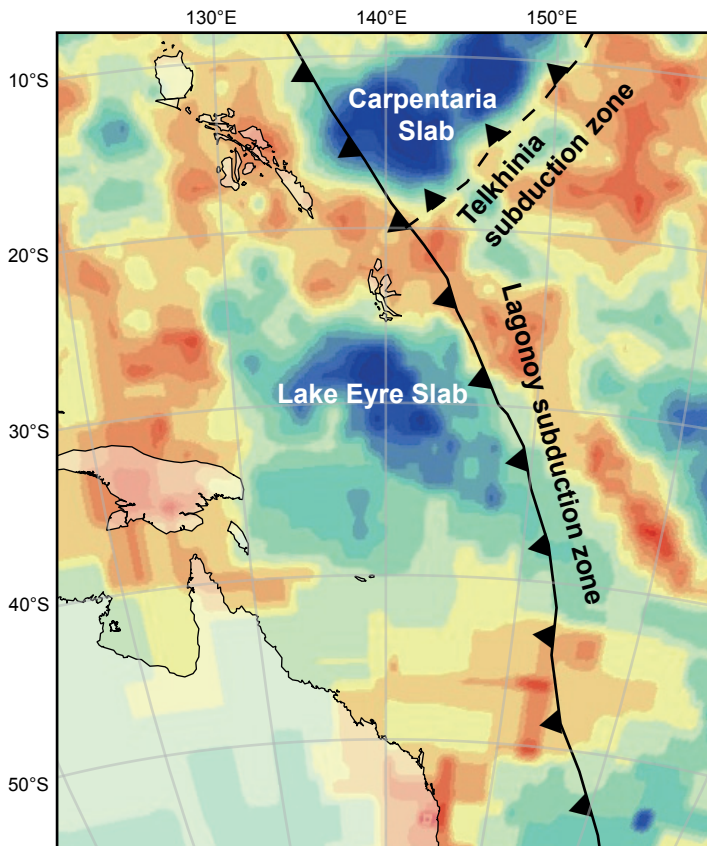 130°E
140°E
150°E
10°S
20°S
30°S
40°S
50°S
Carpentaria
Slab
Telkhinia
subduction zone
Lagonoy subduction zone
Lake Eyre Slab